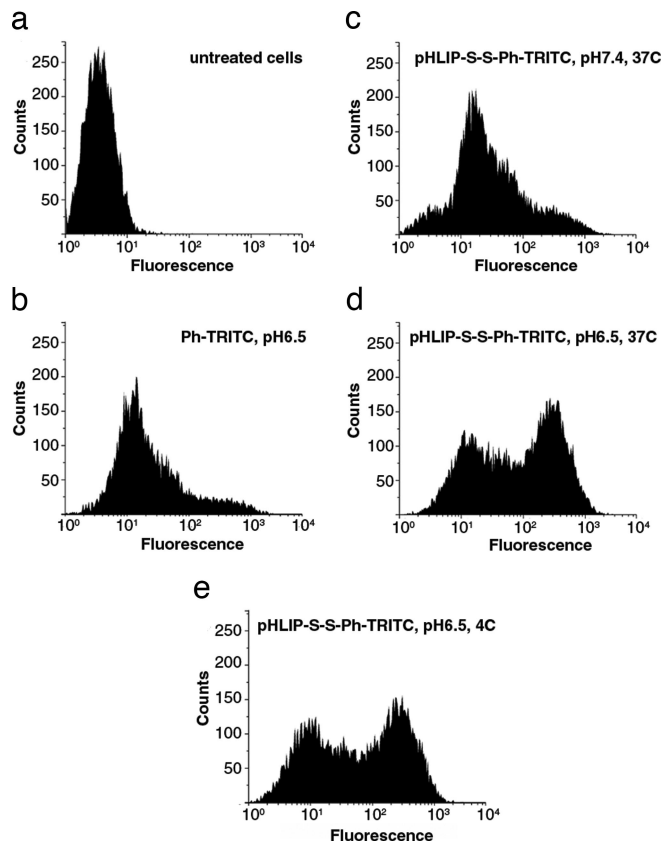 a
untreated cells
250
200
150
100
50
Counts
10⁰ 10¹ 10² 10³ 10⁴
Fluorescence
b
Ph-TRITC, pH6.5
250
200
150
100
50
Counts
10⁰ 10¹ 10² 10³ 10⁴
Fluorescence
c
pHLIP-S-S-Ph-TRITC, pH7.4, 37C
250
200
150
100
50
Counts
10⁰ 10¹ 10² 10³ 10⁴
Fluorescence
d
pHLIP-S-S-Ph-TRITC, pH6.5, 37C
250
200
150
100
50
Counts
10⁰ 10¹ 10² 10³ 10⁴
Fluorescence
e
pHLIP-S-S-Ph-TRITC, pH6.5, 4C
250
200
150
100
50
Counts
10⁰ 10¹ 10² 10³ 10⁴
Fluorescence